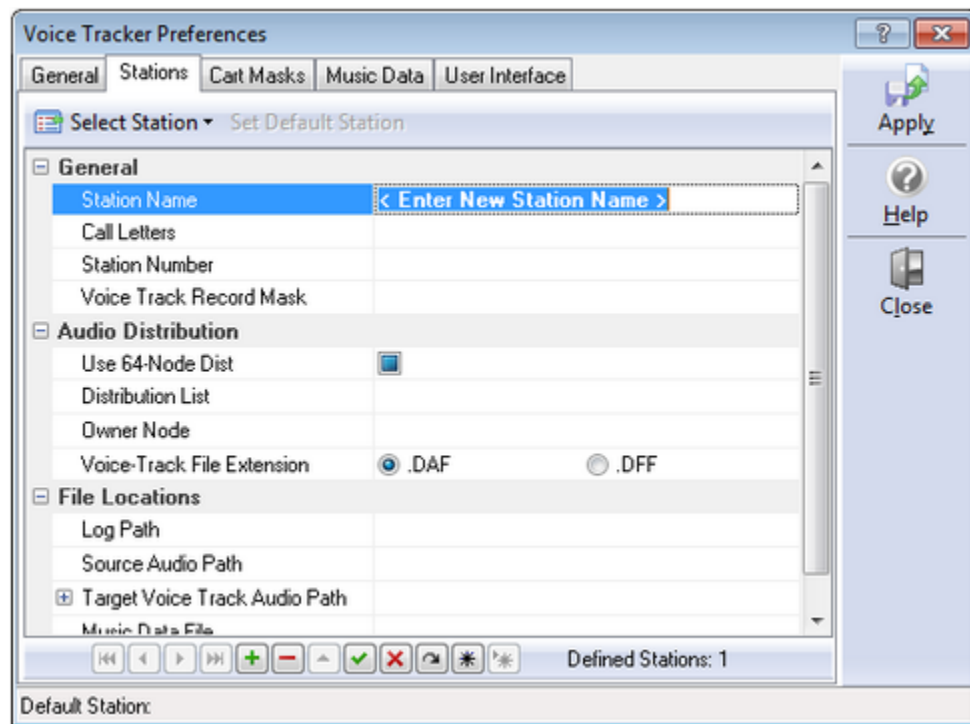 Voice Tracker Preferences
General Stations Cart Masks Music Data User Interface
Select Station Set Default Station
Apply
Help
Close
General
Station Name < Enter New Station Name >
Call Letters
Station Number
Voice Track Record Mask
Audio Distribution
Use 64-Node Dist
Distribution List
Owner Node
Voice-Track File Extension .DAF .DFF
File Locations
Log Path
Source Audio Path
Target Voice Track Audio Path
Music Data File
Defined Stations: 1
Default Station: